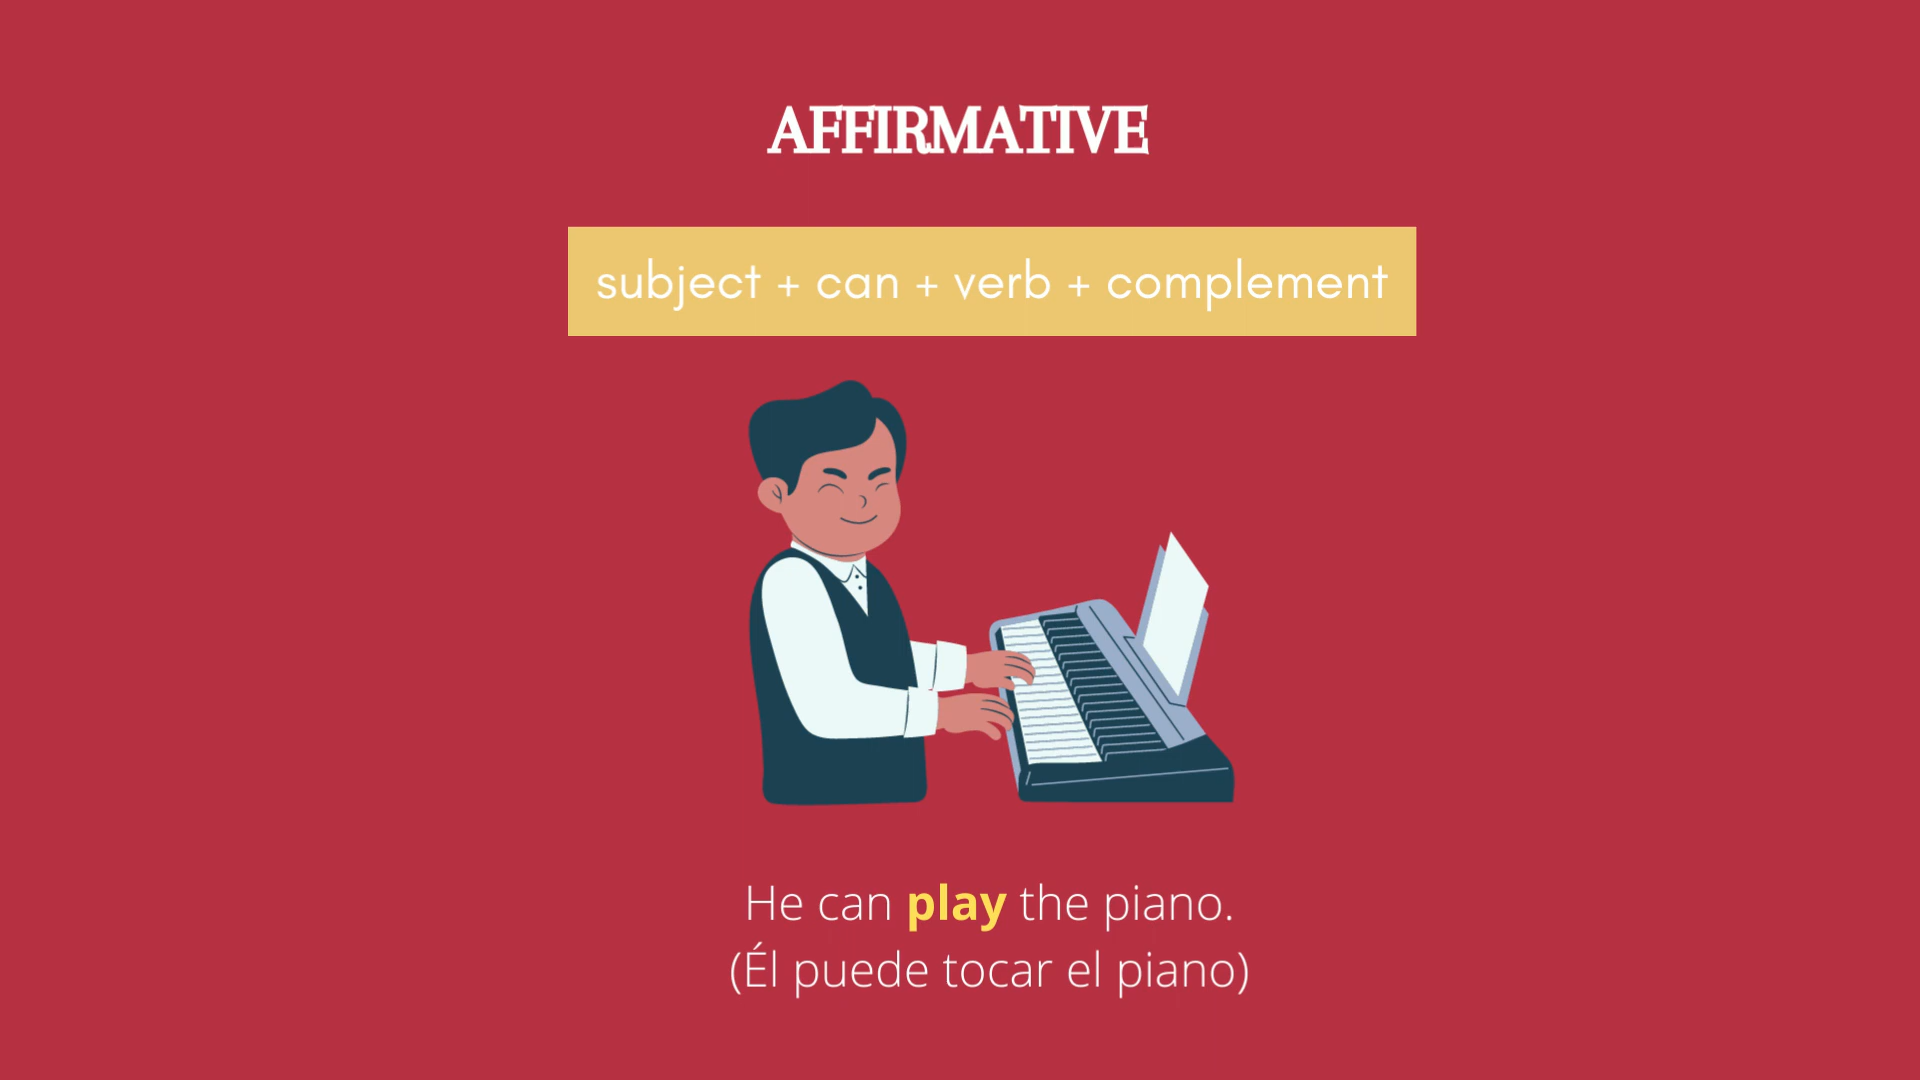 AFFIRMATIVE
subject + can + verb + complement
He can play the piano.
(Él puede tocar el piano)